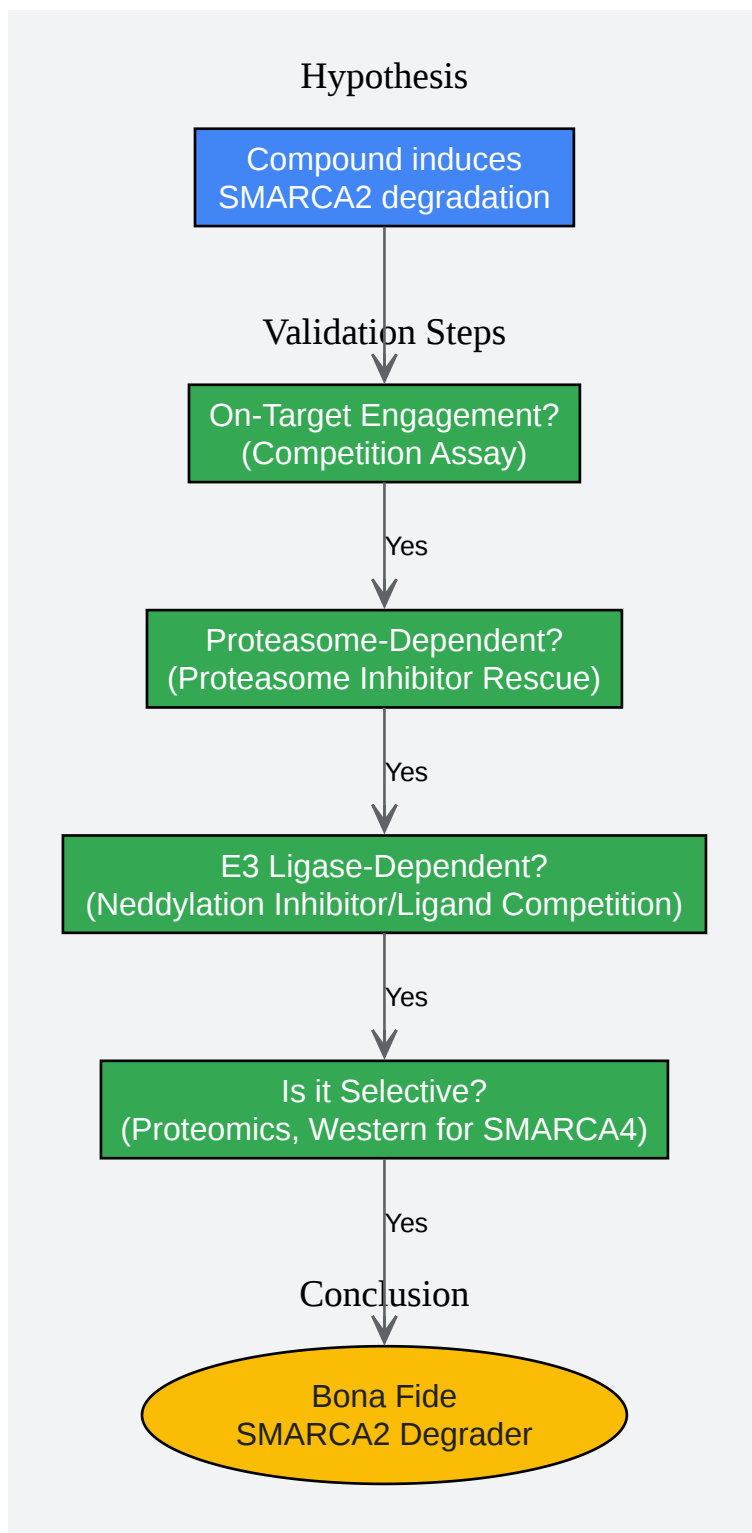 Hypothesis
Compound induces
SMARCA2 degradation
Validation Steps
On-Target Engagement?
(Competition Assay)
Yes
Proteasome-Dependent?
(Proteasome Inhibitor Rescue)
Yes
E3 Ligase-Dependent?
(Neddylation Inhibitor/Ligand Competition)
Yes
Is it Selective?
(Proteomics, Western for SMARCA4)
Yes
Conclusion
Bona Fide
SMARCA2 Degrader